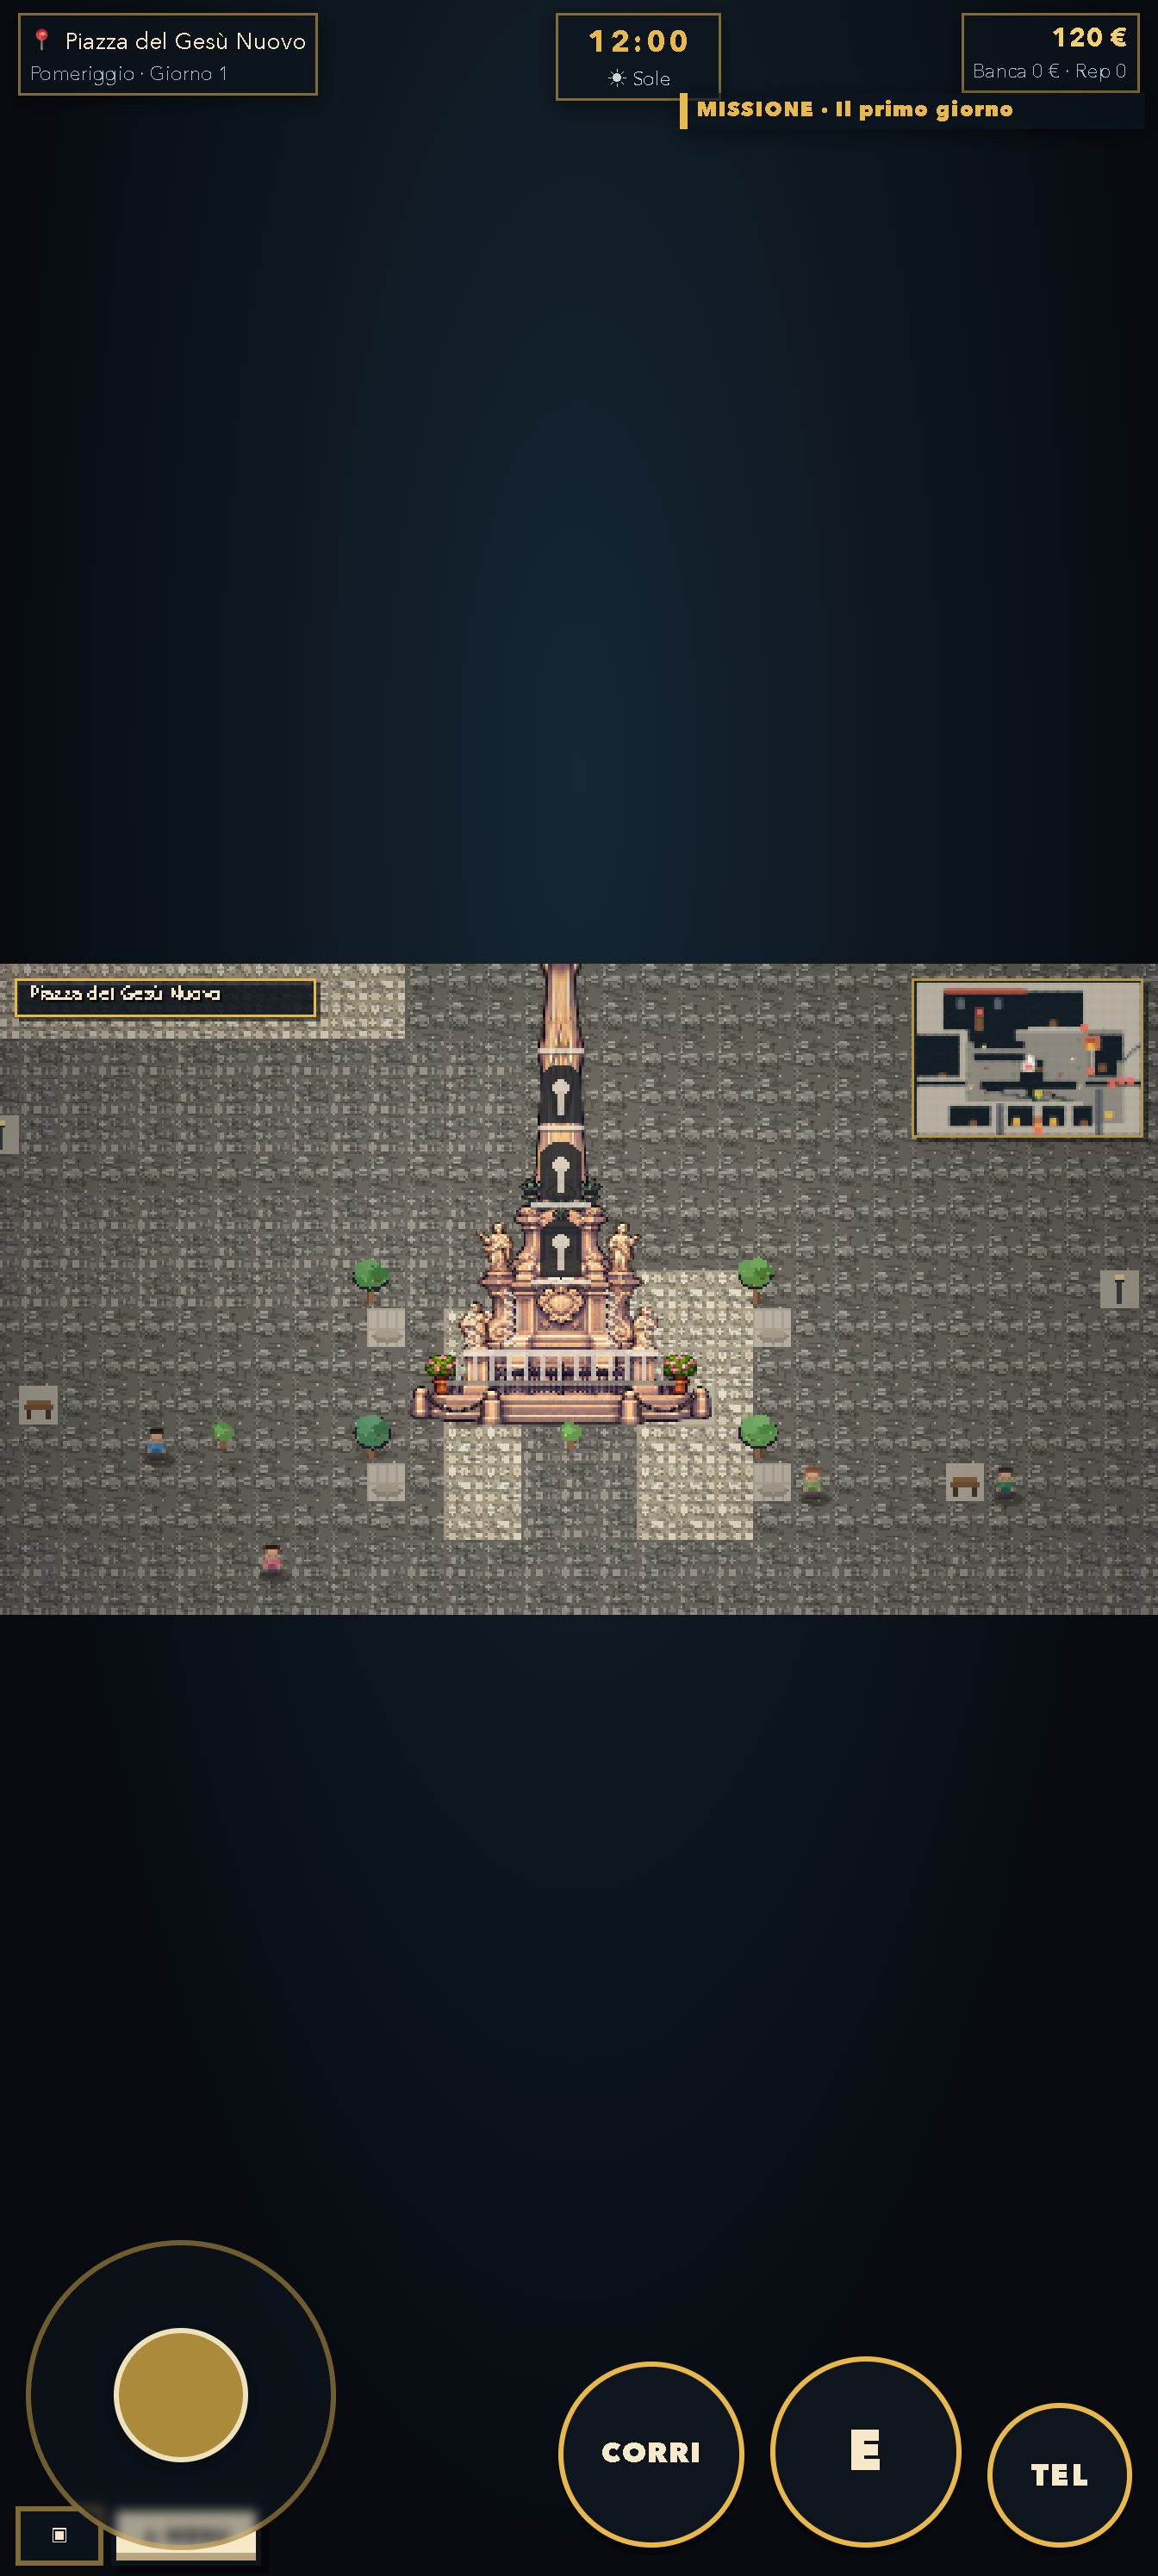 Piazza del Gesù Nuovo
Pomeriggio · Giorno 1
12:00
☀ Sole
120 €
Banca 0 € · Rep 0
MISSIONE · Il primo giorno
Piazza del Gesù Nuovo
CORRI
E
TEL